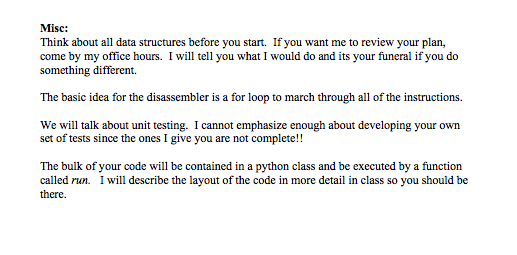 Misc:
Think about all data structures before you start.  If you want me to review your plan,
come by my office hours.  I will tell you what I would do and its your funeral if you do
something different.
The basic idea for the disassembler is a for loop to march through all of the instructions.
We will talk about unit testing.  I cannot emphasize enough about developing your own
set of tests since the ones I give you are not complete!!
The bulk of your code will be contained in a python class and be executed by a function
called run.   I will describe the layout of the code in more detail in class so you should be
there.